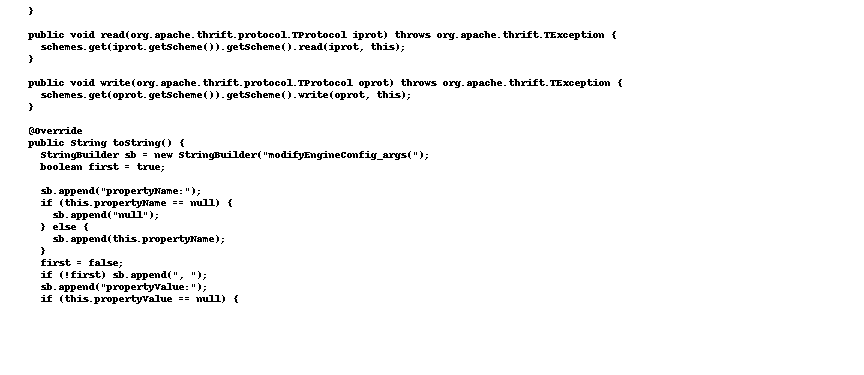 }

public void read(org.apache.thrift.protocol.TProtocol iprot) throws org.apache.thrift.TException {
  schemes.get(iprot.getScheme()).getScheme().read(iprot, this);
}

public void write(org.apache.thrift.protocol.TProtocol oprot) throws org.apache.thrift.TException {
  schemes.get(oprot.getScheme()).getScheme().write(oprot, this);
}

@Override
public String toString() {
  StringBuilder sb = new StringBuilder("modifyEngineConfig_args(");
  boolean first = true;

  sb.append("propertyName:");
  if (this.propertyName == null) {
    sb.append("null");
  } else {
    sb.append(this.propertyName);
  }
  first = false;
  if (!first) sb.append(", ");
  sb.append("propertyValue:");
  if (this.propertyValue == null) {